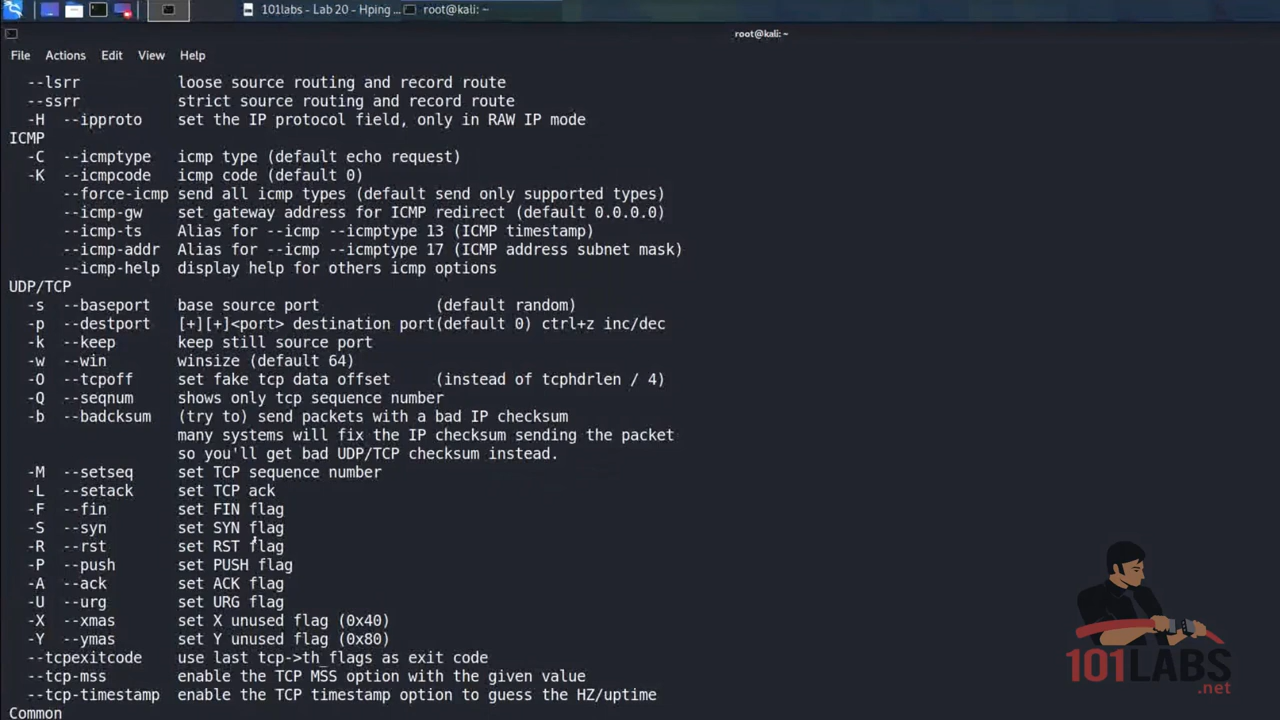 101labs - Lab 20 - Hping ...
root@kali: ~
root@kali: ~
File Actions Edit View Help
--lsrr loose source routing and record route
--ssrr strict source routing and record route
-H --ipproto set the IP protocol field, only in RAW IP mode
ICMP
-C --icmptype icmp type (default echo request)
-K --icmpcode icmp code (default 0)
--force-icmp send all icmp types (default send only supported types)
--icmp-gw set gateway address for ICMP redirect (default 0.0.0.0)
--icmp-ts Alias for --icmp --icmptype 13 (ICMP timestamp)
--icmp-addr Alias for --icmp --icmptype 17 (ICMP address subnet mask)
--icmp-help display help for others icmp options
UDP/TCP
-s --baseport base source port (default random)
-p --destport [+][+]<port> destination port(default 0) ctrl+z inc/dec
-k --keep keep still source port
-w --win winsize (default 64)
-O --tcpoff set fake tcp data offset (instead of tcphdrlen / 4)
-Q --seqnum shows only tcp sequence number
-b --badcksum (try to) send packets with a bad IP checksum
many systems will fix the IP checksum sending the packet
so you'll get bad UDP/TCP checksum instead.
-M --setseq set TCP sequence number
-L --setack set TCP ack
-F --fin set FIN flag
-S --syn set SYN flag
-R --rst set RST flag
-P --push set PUSH flag
-A --ack set ACK flag
-U --urg set URG flag
-X --xmas set X unused flag (0x40)
-Y --ymas set Y unused flag (0x80)
--tcpexitcode use last tcp->th_flags as exit code
--tcp-mss enable the TCP MSS option with the given value
--tcp-timestamp enable the TCP timestamp option to guess the HZ/uptime
Common
101LABS
.net